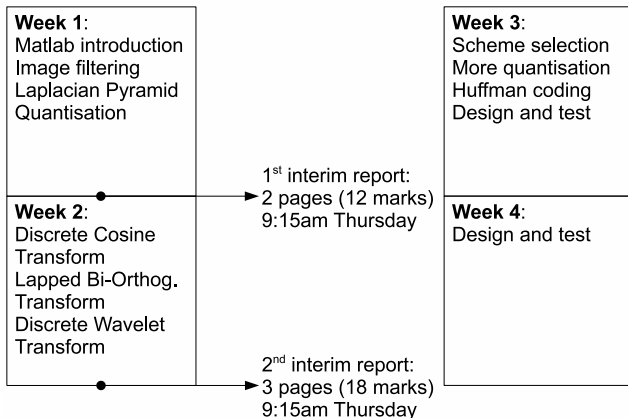 Week 1:
Matlab introduction
Image filtering
Laplacian Pyramid
Quantisation
1st interim report:
2 pages (12 marks)
9:15am Thursday
Week 2:
Discrete Cosine
Transform
Lapped Bi-Orthog.
Transform
Discrete Wavelet
Transform
2nd interim report:
3 pages (18 marks)
9:15am Thursday
Week 3:
Scheme selection
More quantisation
Huffman coding
Design and test
Week 4:
Design and test